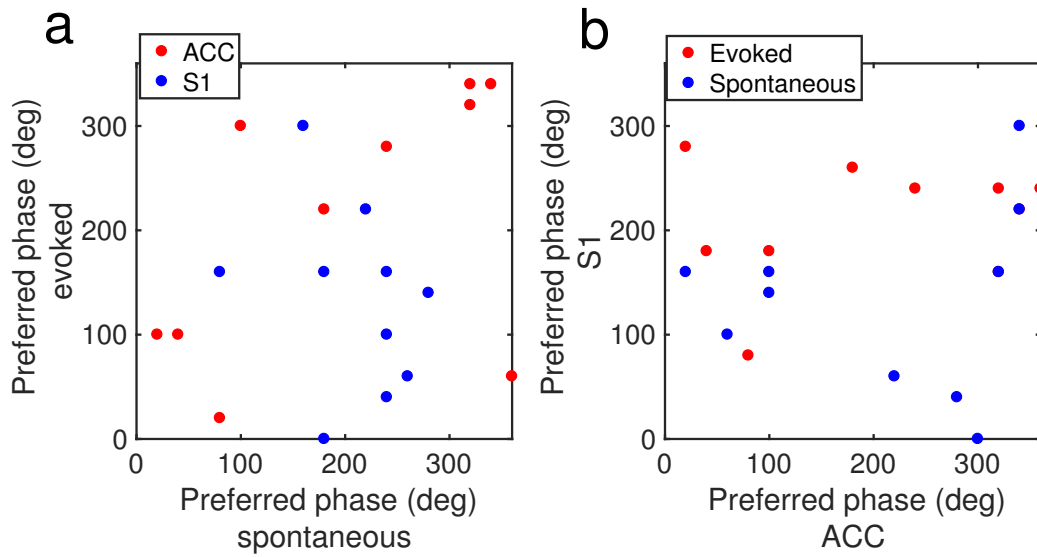 a
ACC
S1
Preferred phase (deg)
evoked
300
200
100
0
0 100 200 300
Preferred phase (deg)
spontaneous
b
Evoked
Spontaneous
Preferred phase (deg)
S1
300
200
100
0
0 100 200 300
Preferred phase (deg)
ACC